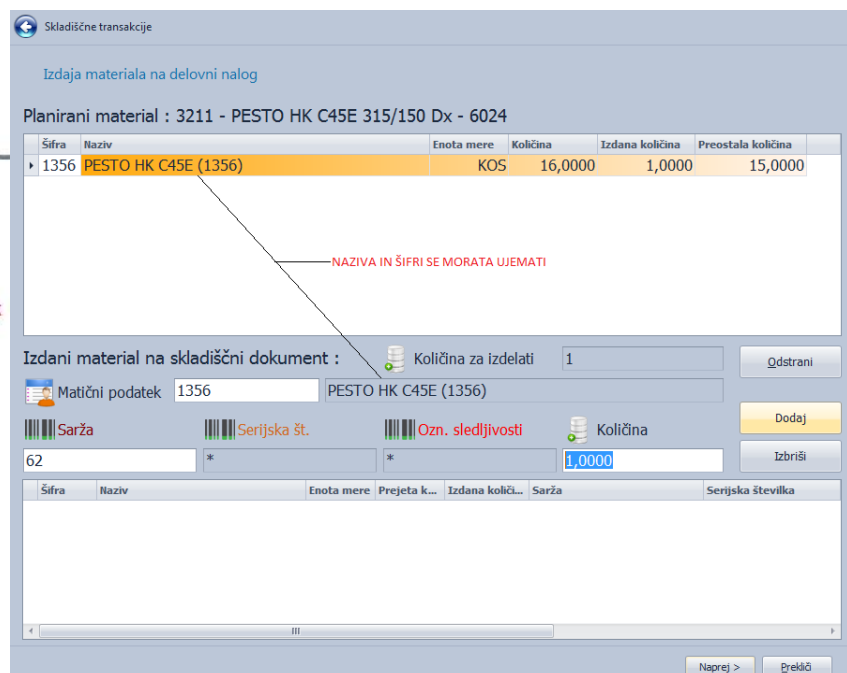 Skladiščne transakcije
Izdaja materiala na delovni nalog
Planirani material : 3211 - PESTO HK C45E 315/150 Dx - 6024
Šifra Naziv Enota mere Količina Izdana količina Preostala količina
1356 PESTO HK C45E (1356) KOS 16,0000 1,0000 15,0000
NAZIVA IN ŠIFRI SE MORATA UJEMATI
Izdani material na skladiščni dokument : Količina za izdelati 1 Odstrani
Matični podatek 1356 PESTO HK C45E (1356)
Dodaj
Sarža Serijska št. Ozn. sledljivosti Količina
62 * * 1,0000 Izbriši
Šifra Naziv Enota mere Prejeta k... Izdana količi... Sarža Serijska številka
Naprej > Prekliči